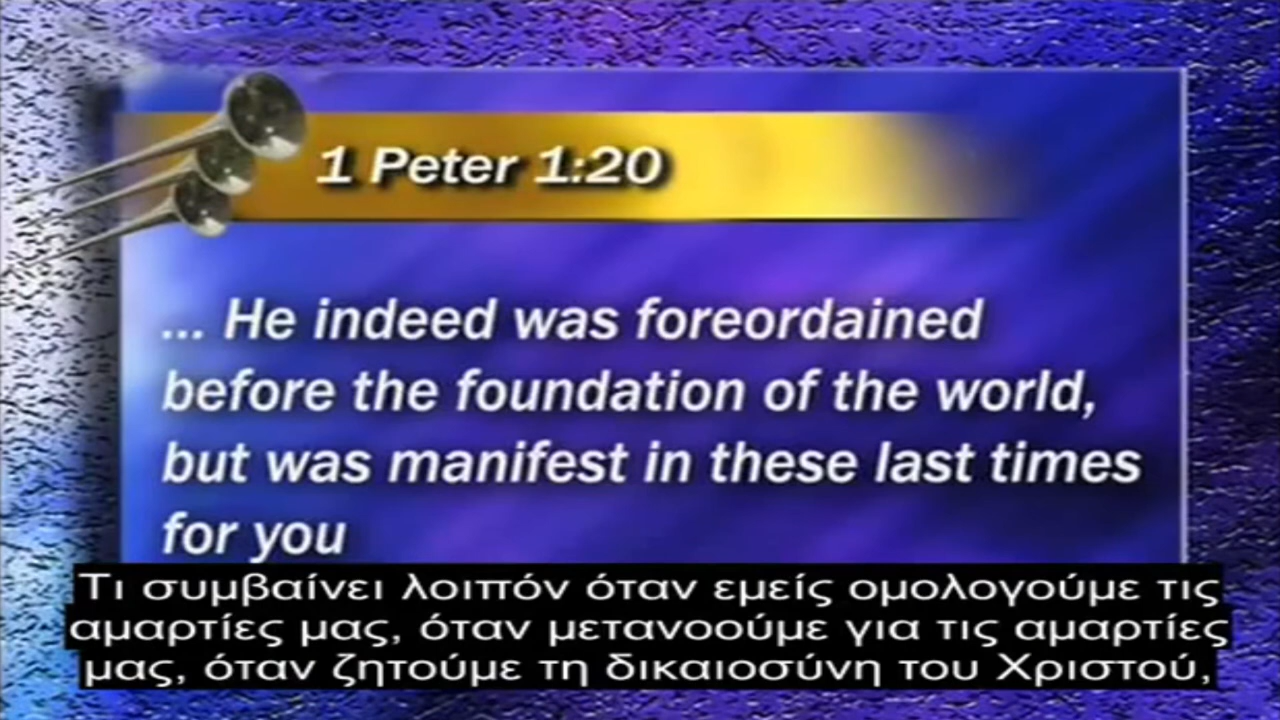 1 Peter 1:20
... He indeed was foreordained
before the foundation of the world,
but was manifest in these last times
for you
Τι συμβαίνει λοιπόν όταν εμείς ομολογούμε τις
αμαρτίες μας, όταν μετανοούμε για τις αμαρτίες
μας, όταν ζητούμε τη δικαιοσύνη του Χριστού,